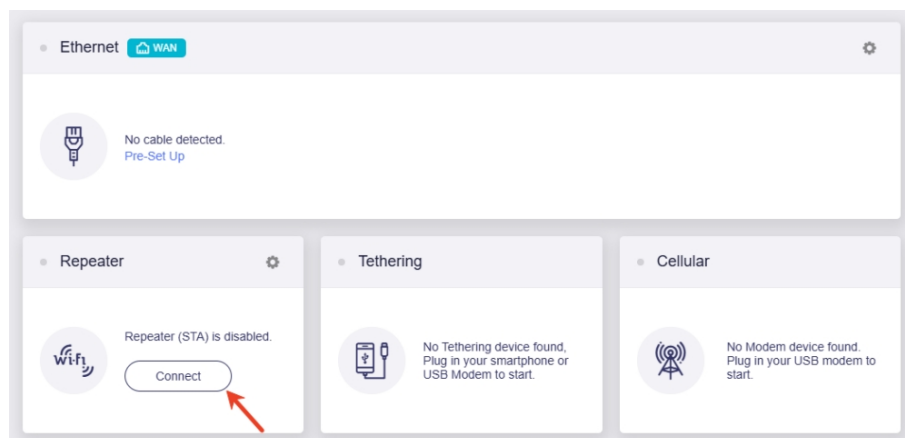 Ethernet WAN
No cable detected.
Pre-Set Up
Repeater
Tethering
Cellular
Wi-Fi
Repeater (STA) is disabled.
Connect
No Tethering device found,
Plug in your smartphone or
USB Modem to start.
No Modem device found.
Plug in your USB modem to
start.